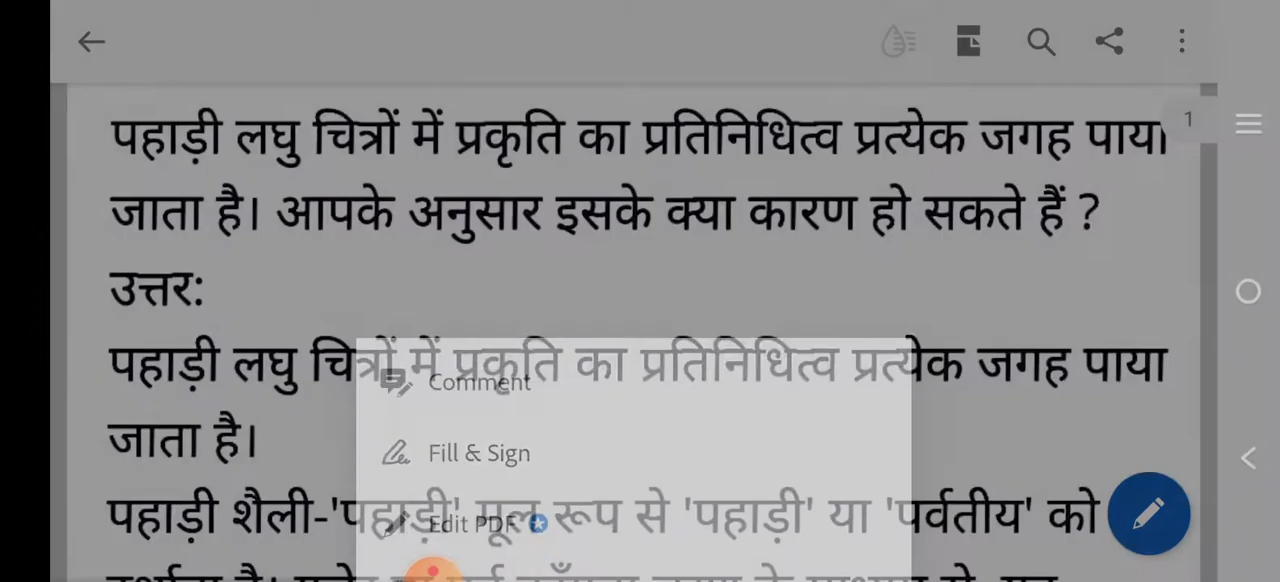 1
पहाड़ी लघु चित्रों में प्रकृति का प्रतिनिधित्व प्रत्येक जगह पाया
जाता है। आपके अनुसार इसके क्या कारण हो सकते हैं ?
उत्तर:
पहाड़ी लघु चित्रों में प्रकृति का प्रतिनिधित्व प्रत्येक जगह पाया
Comment
जाता है।
Fill & Sign
पहाड़ी शैली-'पहाड़ी' मूल रूप से 'पहाड़ी' या 'पर्वतीय' को
Edit PDF